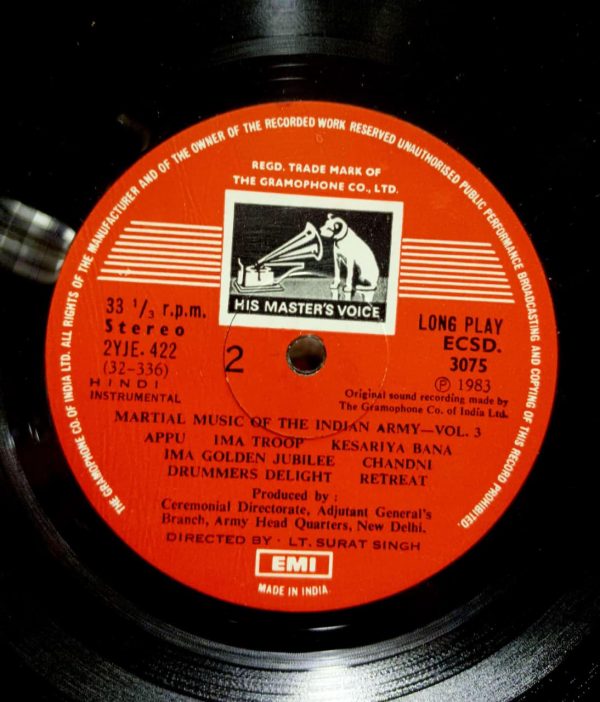 THE GRAMOPHONE CO. OF INDIA LTD. ALL RIGHTS OF THE MANUFACTURER AND OF THE OWNER OF THE RECORDED WORK RESERVED UNAUTHORISED PUBLIC PERFORMANCE BROADCASTING AND COPYING OF THIS RECORD PROHIBITED.
REGD. TRADE MARK OF
THE GRAMOPHONE CO., LTD.
HIS MASTER'S VOICE
33 1/3 r.p.m.
Stereo
2YJE. 422
(32-336)
HINDI
INSTRUMENTAL
2
LONG PLAY
ECSD.
3075
℗ 1983
Original sound recording made by
The Gramophone Co. of India Ltd.
MARTIAL MUSIC OF THE INDIAN ARMY—VOL. 3
APPU IMA TROOP KESARIYA BANA
IMA GOLDEN JUBILEE CHANDNI
DRUMMERS DELIGHT RETREAT
Produced by :
Ceremonial Directorate, Adjutant General's
Branch, Army Head Quarters, New Delhi.
DIRECTED BY · LT. SURAT SINGH
EMI
MADE IN INDIA